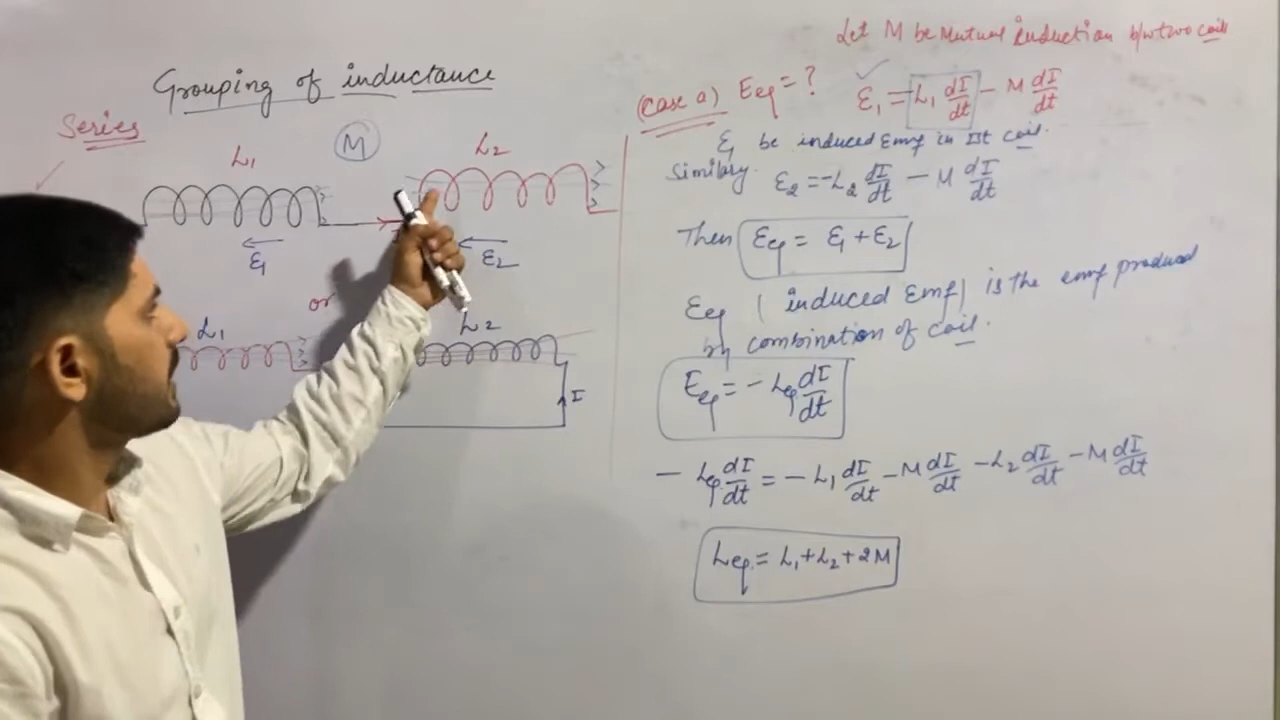 Let M be Mutual induction b/w two coils
Grouping of inductance
Series
(Case a) Eeq = ? ε₁ = -L₁ dI/dt - M dI/dt
L₁ M L₂
E₁ be induced Emf in Ist coil.
Similary ε₂ = -L₂ dI/dt - M dI/dt
ε₁ ε₂
Then Eeq = ε₁ + ε₂
or
Eeq (induced Emf) is the emf produced
by combination of coil.
L₁ L₂
Eeq = - Leq dI/dt
I
- Leq dI/dt = - L₁ dI/dt - M dI/dt - L₂ dI/dt - M dI/dt
Leq = L₁ + L₂ + 2M